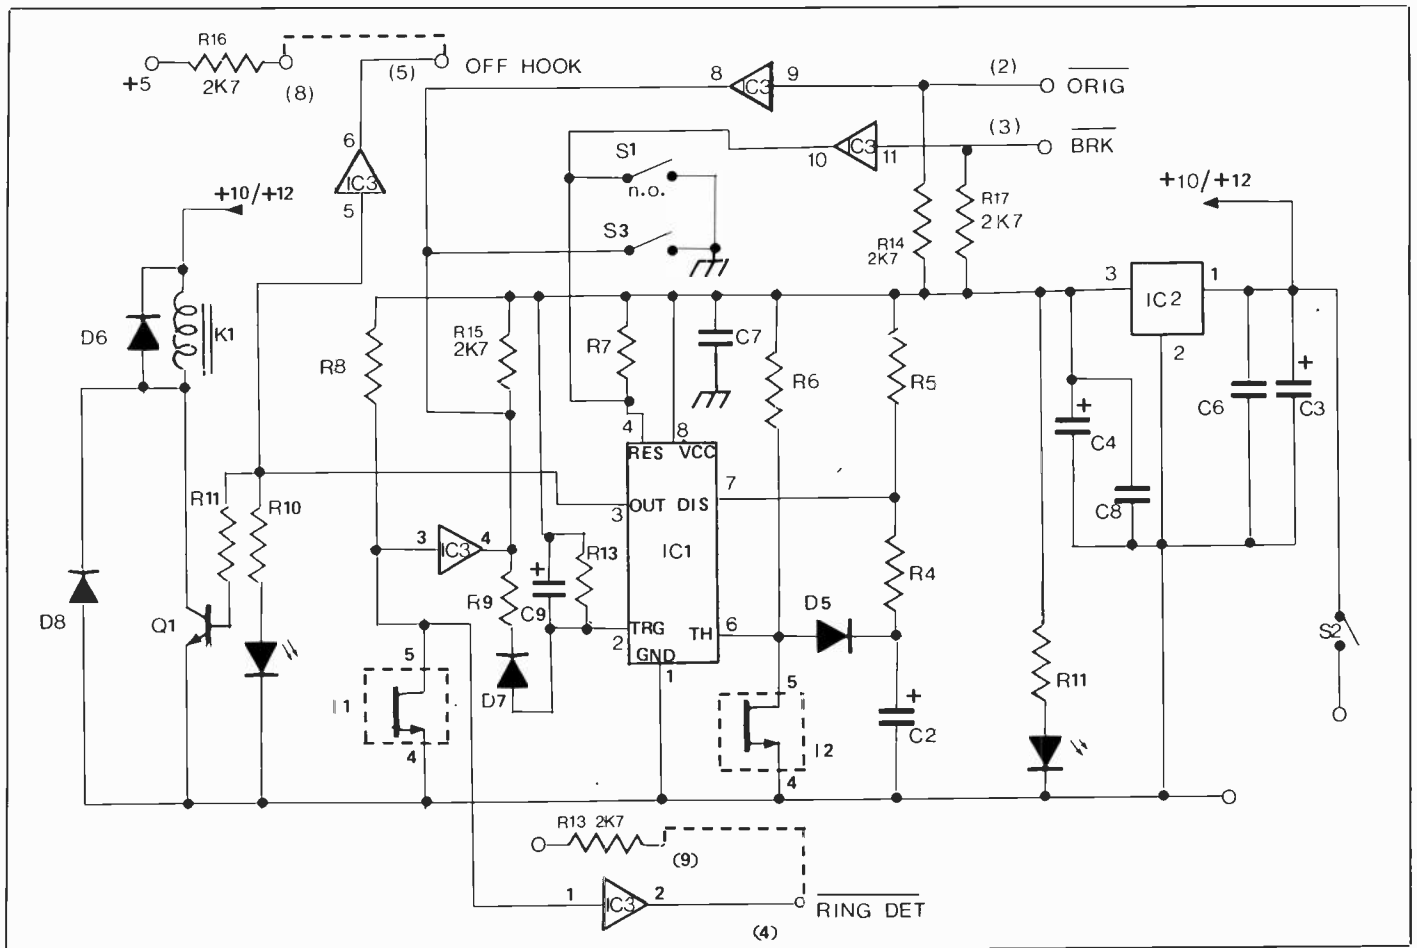 R16
+5
2K7
(8)
(5)
OFF HOOK
8
IC3
9
(2)
ORIG
6
IC3
5
10
IC3
11
(3)
BRK
S1
n.o.
S3
+10/+12
+10/+12
R14
2K7
R17
2K7
3
IC2
1
2
D6
K1
R8
R15
2K7
R7
C7
R6
R5
C4
C8
C6
+
C3
+
4
8
RES VCC
7
OUT DIS
3
IC1
R11
R10
3
IC3
4
R13
+
C9
R9
R4
D5
D8
Q1
TRG
TH
6
2
GND
1
D7
5
I1
4
5
I2
4
+
C2
R11
S2
R13 2K7
(9)
1
IC3
2
RING DET
(4)